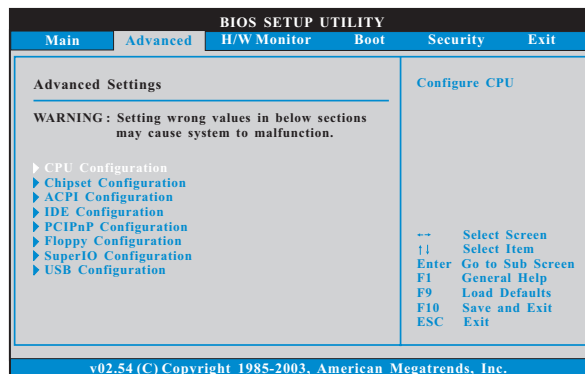 BIOS SETUP UTILITY
Main Advanced H/W Monitor Boot Security Exit
Advanced Settings
WARNING : Setting wrong values in below sections
may cause system to malfunction.
CPU Configuration
Chipset Configuration
ACPI Configuration
IDE Configuration
PCIPnP Configuration
Floppy Configuration
SuperIO Configuration
USB Configuration
Configure CPU
←→ Select Screen
↑↓ Select Item
Enter Go to Sub Screen
F1 General Help
F9 Load Defaults
F10 Save and Exit
ESC Exit
v02.54 (C) Copyright 1985-2003, American Megatrends, Inc.